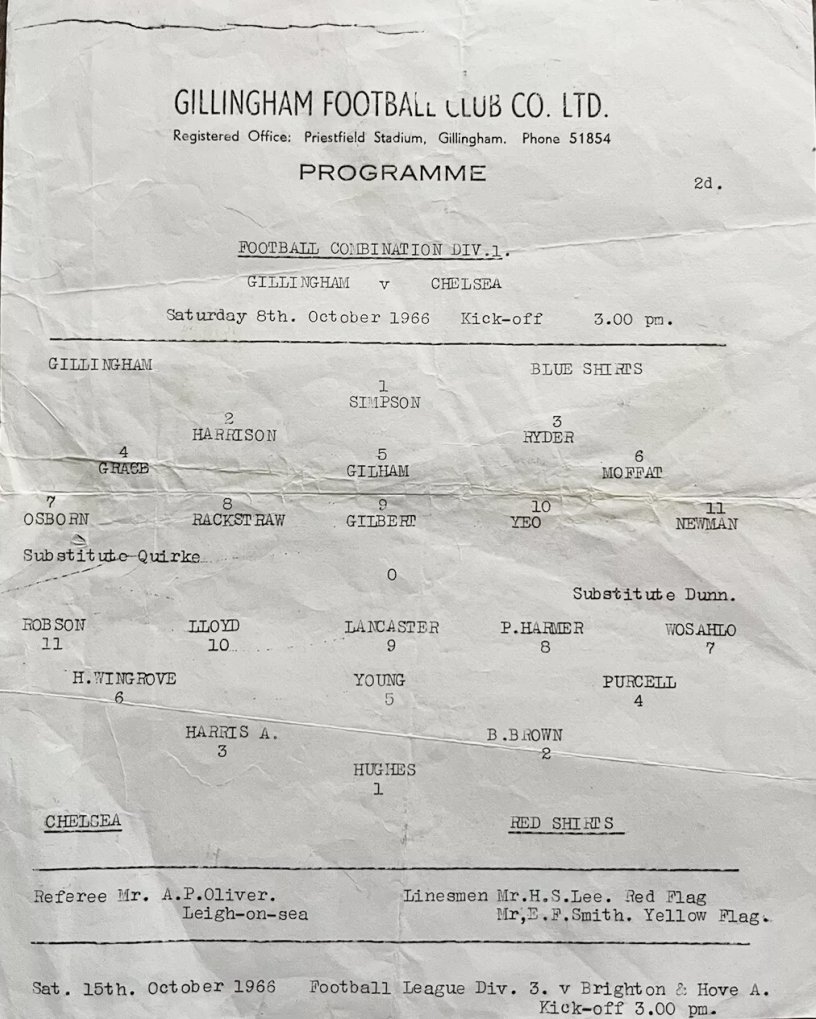 GILLINGHAM FOOTBALL CLUB CO. LTD.
Registered Office: Priestfield Stadium, Gillingham. Phone 51854
PROGRAMME
2d.
FOOTBALL COMBINATION DIV.1.
GILLINGHAM v CHELSEA
Saturday 8th. October 1966 Kick-off 3.00 pm.
GILLINGHAM BLUE SHIRTS
1
SIMPSON
2 3
HARRISON RYDER
4 5 6
GRACE GILHAM MOFFAT
7 8 9 10 11
OSBORN RACKSTRAW GILBERT YEO NEWMAN
Substitute Quirke
0
Substitute Dunn.
ROBSON LLOYD LANCASTER P.HARMER WOSAHLO
11 10 9 8 7
H.WINGROVE YOUNG PURCELL
6 5 4
HARRIS A. B.BROWN
3 2
HUGHES
1
CHELSEA RED SHIRTS
Referee Mr. A.P.Oliver. Linesmen Mr.H.S.Lee. Red Flag
Leigh-on-sea Mr,E.F.Smith. Yellow Flag.
Sat. 15th. October 1966 Football League Div. 3. v Brighton & Hove A.
Kick-off 3.00 pm.